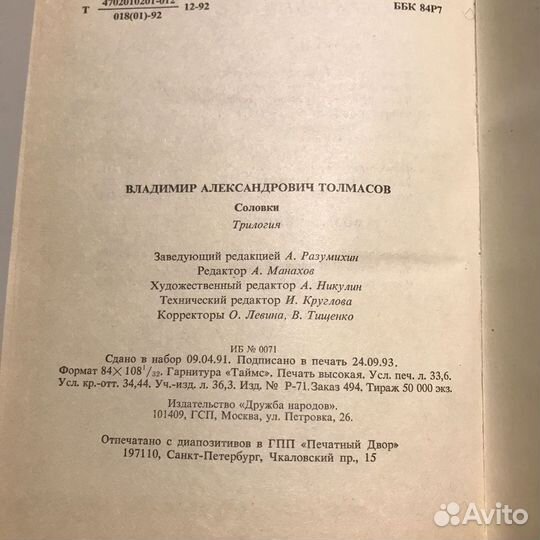 4702010201-012
Т 12-92 ББК 84Р7
018(01)-92
ВЛАДИМИР АЛЕКСАНДРОВИЧ ТОЛМАСОВ
Соловки
Трилогия
Заведующий редакцией А. Разумихин
Редактор А. Манахов
Художественный редактор А. Никулин
Технический редактор И. Круглова
Корректоры О. Левина, В. Тищенко
ИБ № 0071
Сдано в набор 09.04.91. Подписано в печать 24.09.93.
Формат 84×108¹/₃₂. Гарнитура «Таймс». Печать высокая. Усл. печ л. 33,6.
Усл. кр.-отт. 34,44. Уч.-изд. л. 36,3. Изд. № Р-71. Заказ 494. Тираж 50 000 экз.
Издательство «Дружба народов».
101409, ГСП, Москва, ул. Петровка, 26.
Отпечатано с диапозитивов в ГПП «Печатный Двор»
197110, Санкт-Петербург, Чкаловский пр., 15
Avito